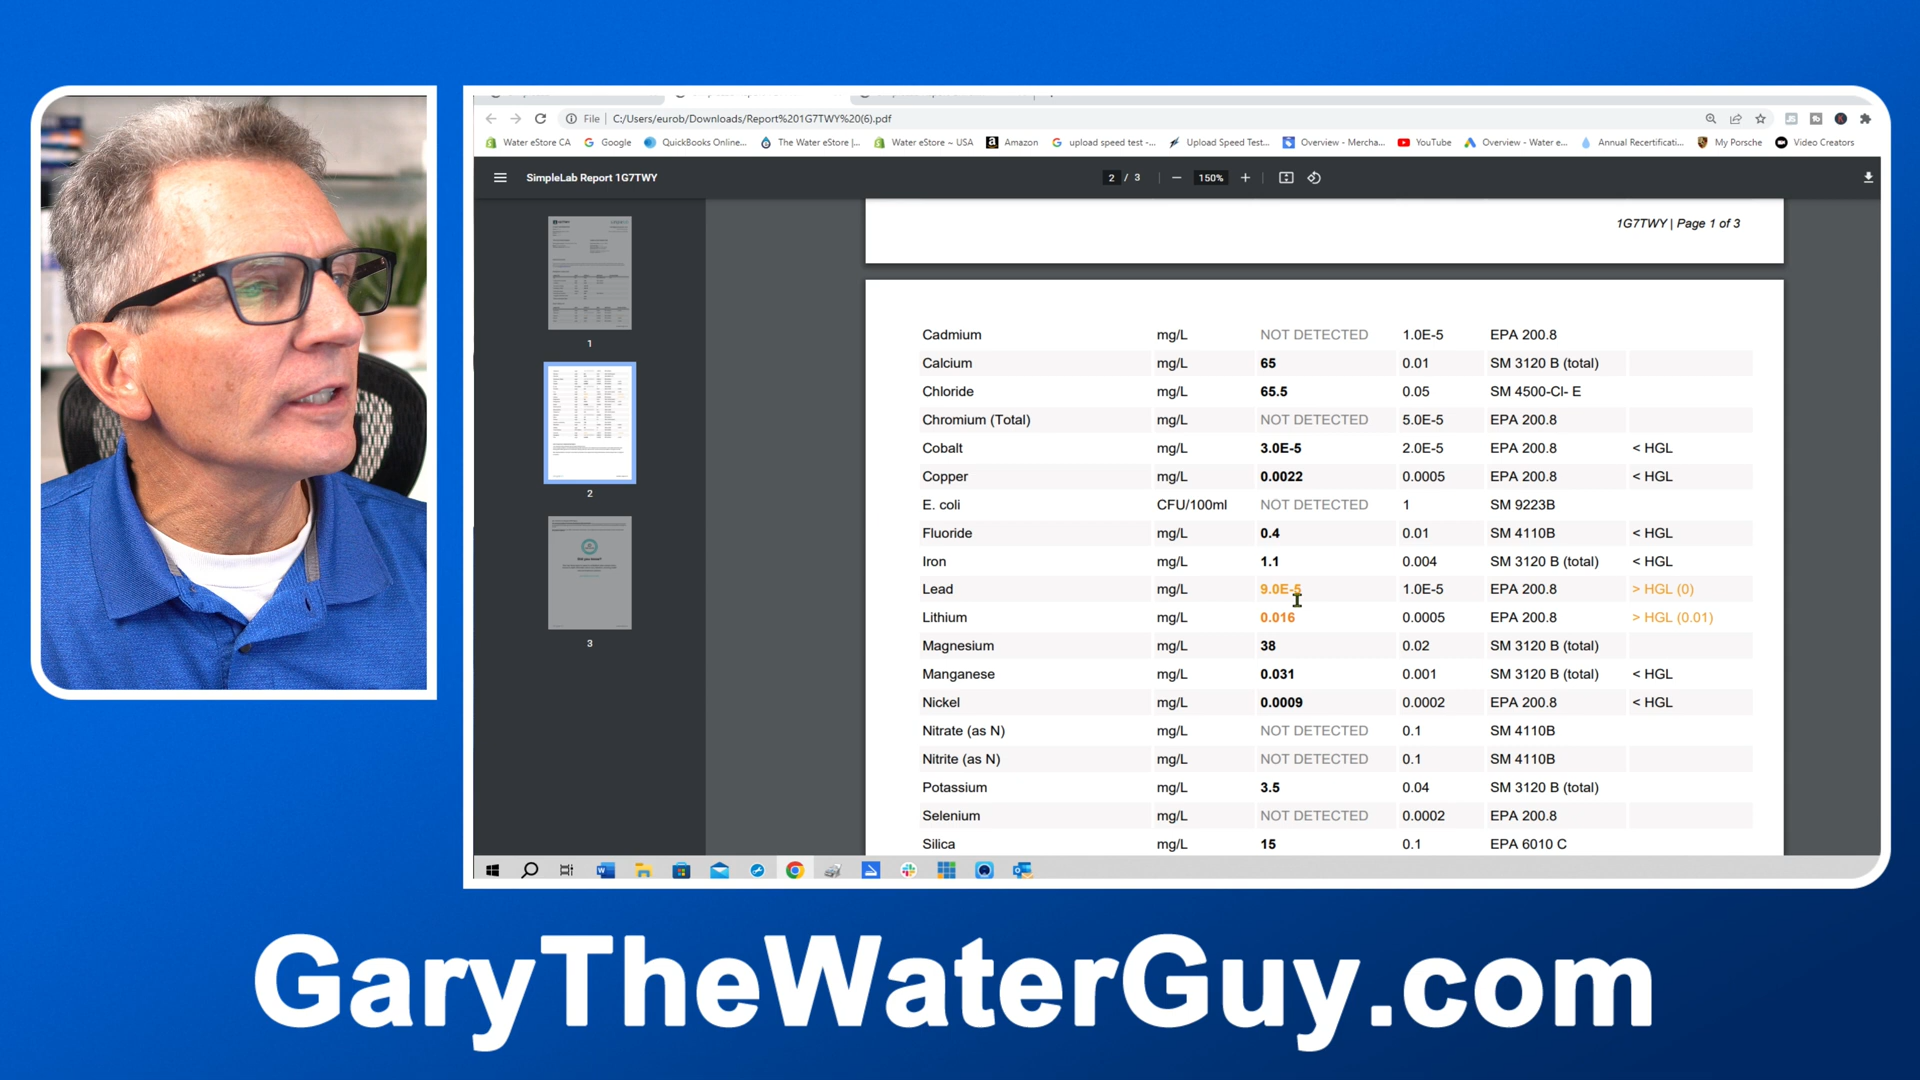 File C:/Users/eurob/Downloads/Report%201G7TWY%20(6).pdf
Water eStore CA Google QuickBooks Online... The Water eStore |... Water eStore ~ USA Amazon upload speed test -... Upload Speed Test... Overview - Mercha... YouTube Overview - Water e... Annual Recertificati... My Porsche Video Creators
SimpleLab Report 1G7TWY 2 / 3 150%
1
2
3
1G7TWY | Page 1 of 3
Cadmium mg/L NOT DETECTED 1.0E-5 EPA 200.8
Calcium mg/L 65 0.01 SM 3120 B (total)
Chloride mg/L 65.5 0.05 SM 4500-Cl- E
Chromium (Total) mg/L NOT DETECTED 5.0E-5 EPA 200.8
Cobalt mg/L 3.0E-5 2.0E-5 EPA 200.8 < HGL
Copper mg/L 0.0022 0.0005 EPA 200.8 < HGL
E. coli CFU/100ml NOT DETECTED 1 SM 9223B
Fluoride mg/L 0.4 0.01 SM 4110B < HGL
Iron mg/L 1.1 0.004 SM 3120 B (total) < HGL
Lead mg/L 9.0E-5 1.0E-5 EPA 200.8 > HGL (0)
Lithium mg/L 0.016 0.0005 EPA 200.8 > HGL (0.01)
Magnesium mg/L 38 0.02 SM 3120 B (total)
Manganese mg/L 0.031 0.001 SM 3120 B (total) < HGL
Nickel mg/L 0.0009 0.0002 EPA 200.8 < HGL
Nitrate (as N) mg/L NOT DETECTED 0.1 SM 4110B
Nitrite (as N) mg/L NOT DETECTED 0.1 SM 4110B
Potassium mg/L 3.5 0.04 SM 3120 B (total)
Selenium mg/L NOT DETECTED 0.0002 EPA 200.8
Silica mg/L 15 0.1 EPA 6010 C
GaryTheWaterGuy.com